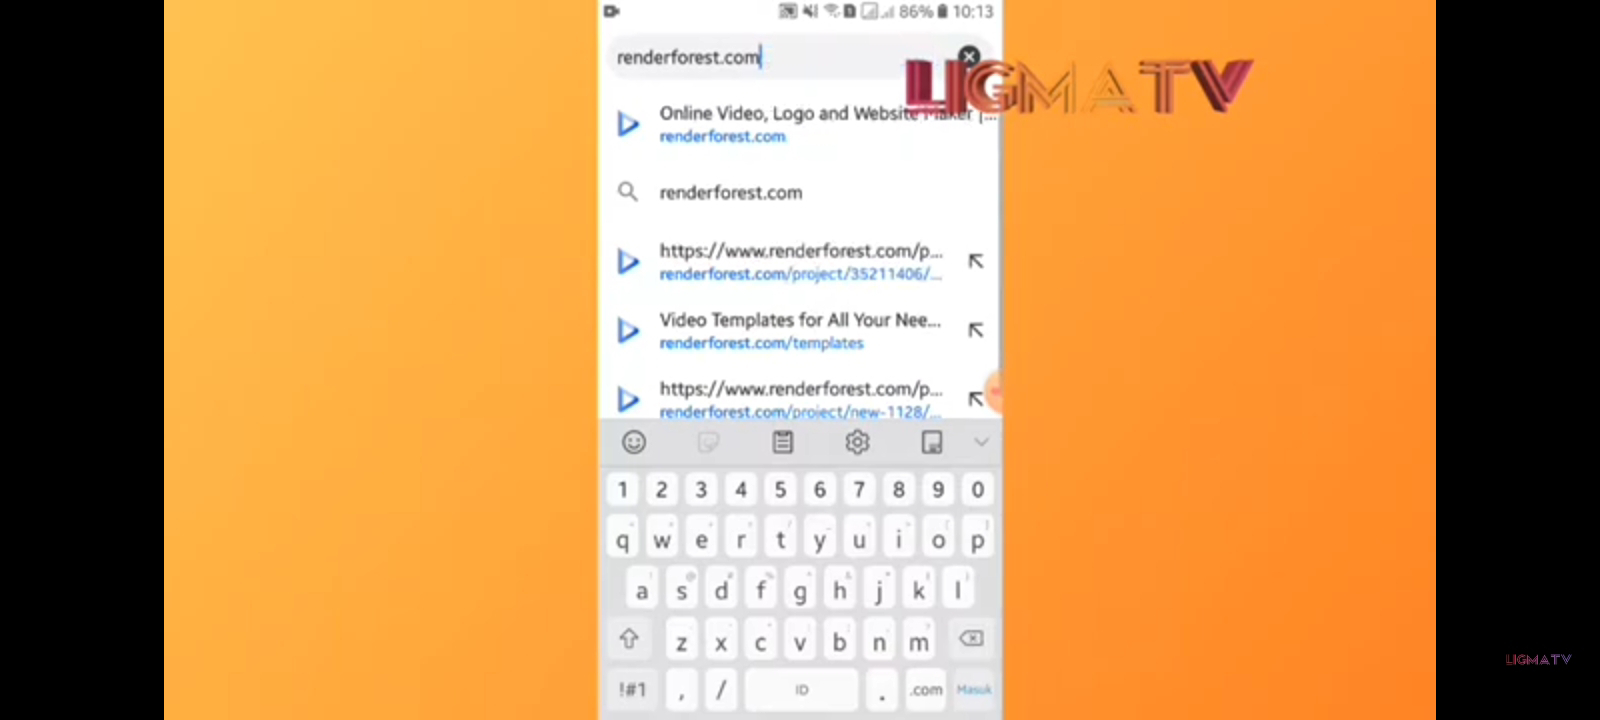 86% 10:13
renderforest.com
LIGMATV
Online Video, Logo and Website Maker |...
renderforest.com
renderforest.com
https://www.renderforest.com/p...
renderforest.com/project/35211406/...
Video Templates for All Your Nee...
renderforest.com/templates
https://www.renderforest.com/p...
renderforest.com/project/new-1128/...
1 2 3 4 5 6 7 8 9 0
q w e r t y u i o p
a s d f g h j k l
z x c v b n m
!#1 , / ID . .com Masuk
LIGMATV